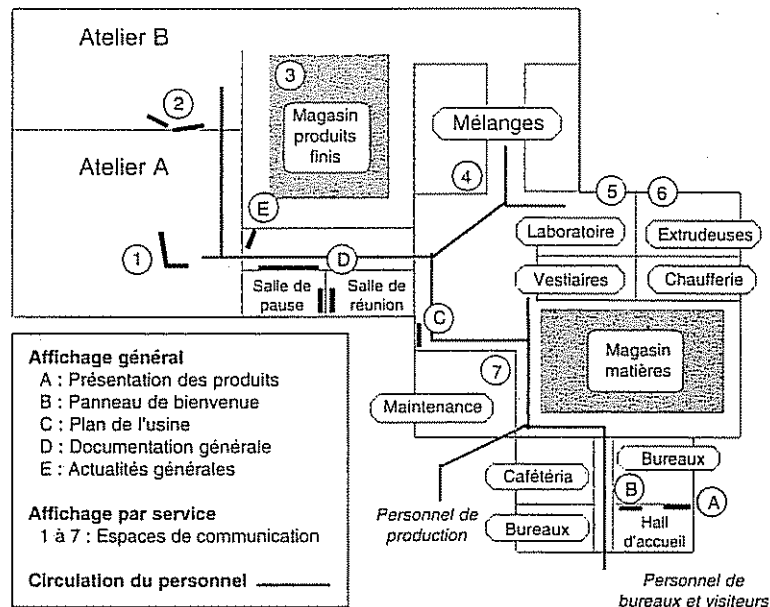 Atelier B
2
3
Magasin
produits
finis
Mélanges
Atelier A
4
5
6
E
Laboratoire
Extrudeuses
1
D
Vestiaires
Chaufferie
Salle de
pause
Salle de
réunion
C
Magasin
matières
7
Maintenance
Affichage général
A : Présentation des produits
B : Panneau de bienvenue
C : Plan de l'usine
D : Documentation générale
E : Actualités générales
Affichage par service
1 à 7 : Espaces de communication
Circulation du personnel
Cafétéria
Bureaux
B
A
Personnel de
production
Bureaux
Hall
d'accueil
Personnel de
bureaux et visiteurs